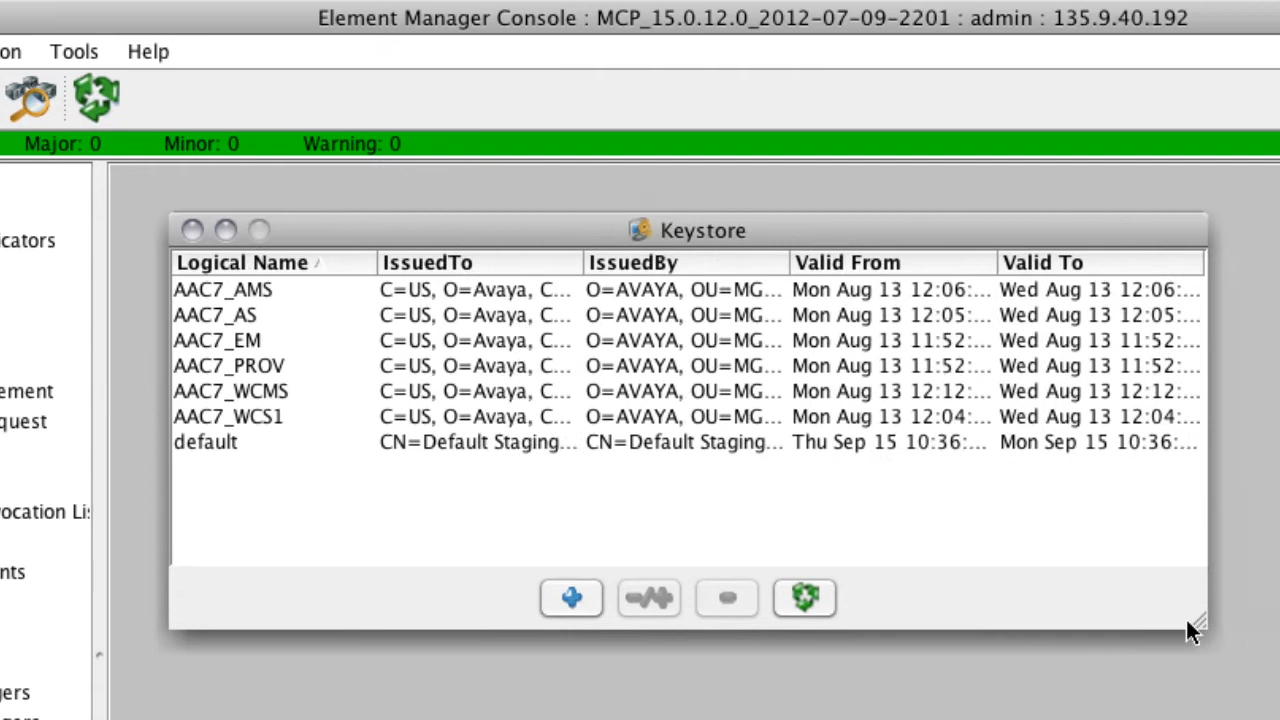 Element Manager Console : MCP_15.0.12.0_2012-07-09-2201 : admin : 135.9.40.192
on Tools Help
Major: 0 Minor: 0 Warning: 0
Keystore
Logical Name IssuedTo IssuedBy Valid From Valid To
AAC7_AMS C=US, O=Avaya, C... O=AVAYA, OU=MG... Mon Aug 13 12:06:... Wed Aug 13 12:06:...
AAC7_AS C=US, O=Avaya, C... O=AVAYA, OU=MG... Mon Aug 13 12:05:... Wed Aug 13 12:05:...
AAC7_EM C=US, O=Avaya, C... O=AVAYA, OU=MG... Mon Aug 13 11:52:... Wed Aug 13 11:52:...
AAC7_PROV C=US, O=Avaya, C... O=AVAYA, OU=MG... Mon Aug 13 11:52:... Wed Aug 13 11:52:...
AAC7_WCMS C=US, O=Avaya, C... O=AVAYA, OU=MG... Mon Aug 13 12:12:... Wed Aug 13 12:12:...
AAC7_WCS1 C=US, O=Avaya, C... O=AVAYA, OU=MG... Mon Aug 13 12:04:... Wed Aug 13 12:04:...
default CN=Default Staging... CN=Default Staging... Thu Sep 15 10:36:... Mon Sep 15 10:36:...
icators
ement
quest
ocation Li
nts
gers